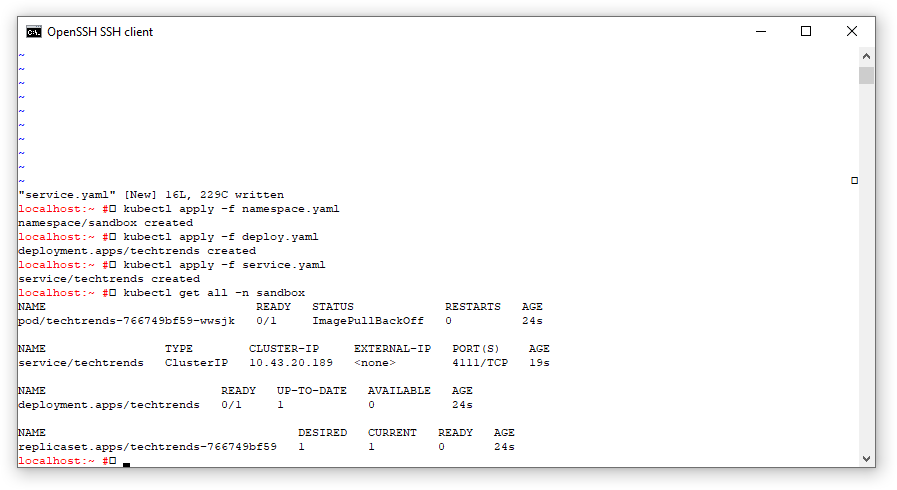 OpenSSH SSH client
~
~
~
~
~
~
~
~
~
~
"service.yaml" [New] 16L, 229C written
localhost:~ # kubectl apply -f namespace.yaml
namespace/sandbox created
localhost:~ # kubectl apply -f deploy.yaml
deployment.apps/techtrends created
localhost:~ # kubectl apply -f service.yaml
service/techtrends created
localhost:~ # kubectl get all -n sandbox
NAME READY STATUS RESTARTS AGE
pod/techtrends-766749bf59-wwsjk 0/1 ImagePullBackOff 0 24s
NAME TYPE CLUSTER-IP EXTERNAL-IP PORT(S) AGE
service/techtrends ClusterIP 10.43.20.189 <none> 4111/TCP 19s
NAME READY UP-TO-DATE AVAILABLE AGE
deployment.apps/techtrends 0/1 1 0 24s
NAME DESIRED CURRENT READY AGE
replicaset.apps/techtrends-766749bf59 1 1 0 24s
localhost:~ #